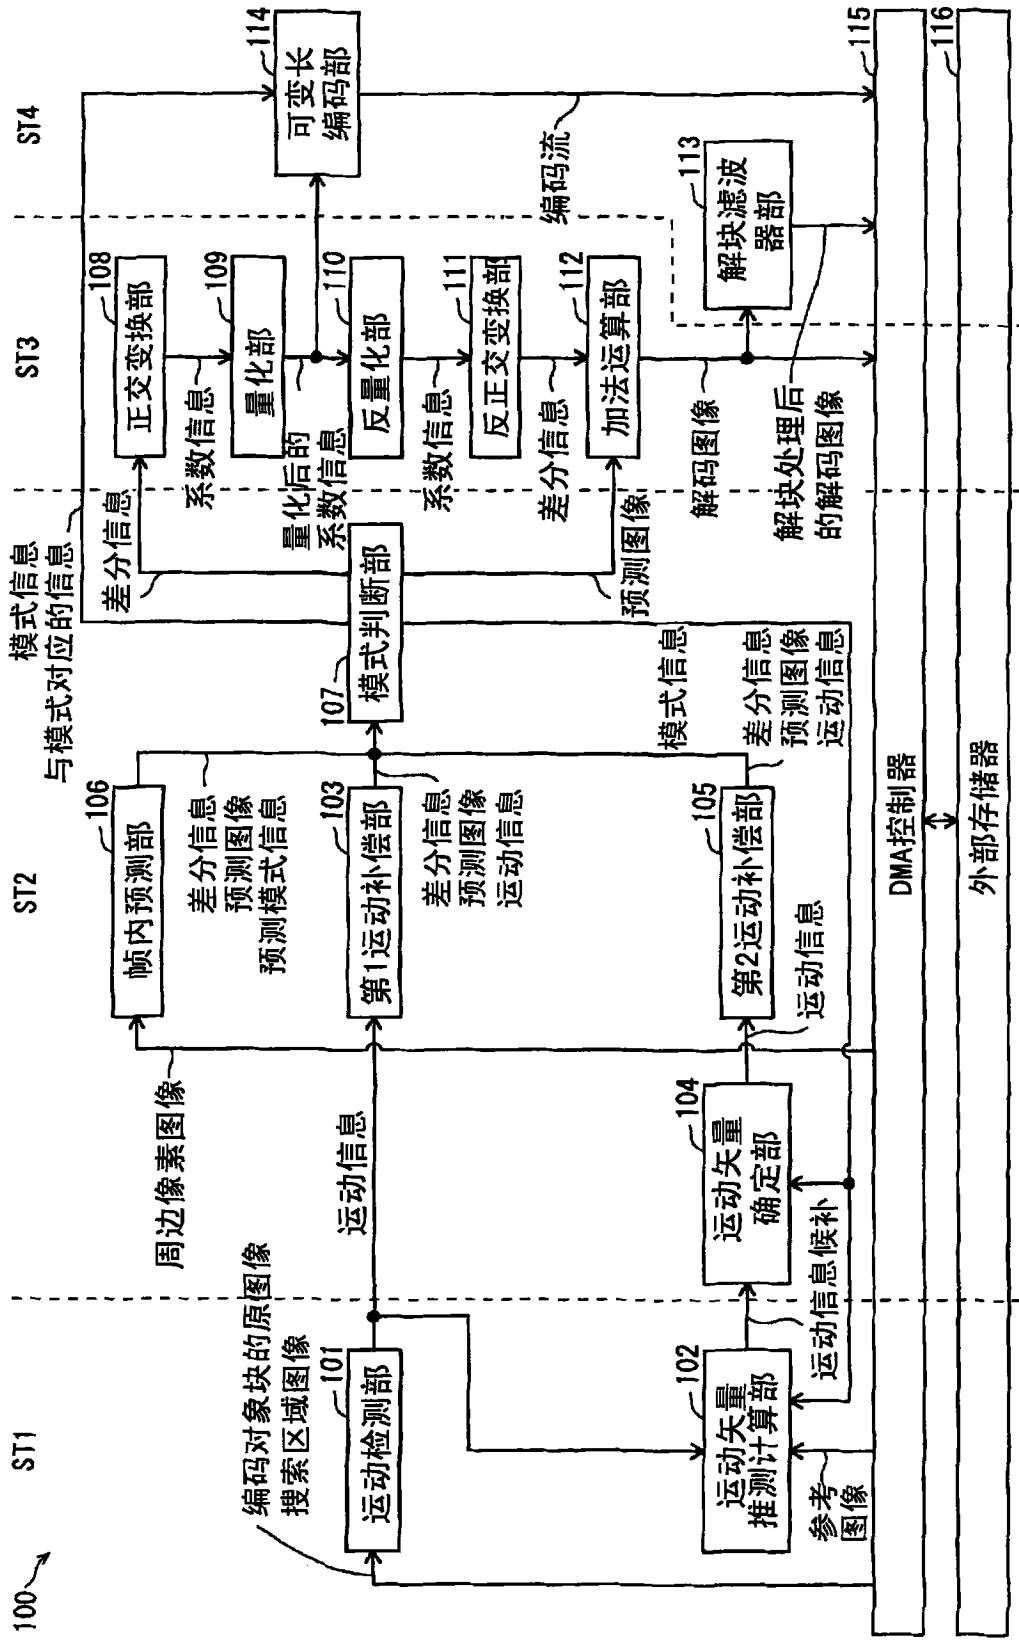 100
ST1
ST2
ST3
ST4
模式信息
与模式对应的信息
编码对象块的原图像
搜索区域图像
周边像素图像
106
帧内预测部
差分信息
预测图像
预测模式信息
101
运动检测部
运动信息
103
第1运动补偿部
差分信息
预测图像
运动信息
107
模式判断部
差分信息
预测图像
模式信息
102
运动矢量
推测计算部
参考
图像
运动信息候补
104
运动矢量
确定部
运动信息
105
第2运动补偿部
差分信息
预测图像
运动信息
108
正交变换部
系数信息
109
量化部
量化后的
系数信息
110
反量化部
系数信息
111
反正交变换部
差分信息
112
加法运算部
解码图像
解块处理后
的解码图像
113
解块滤波
器部
114
可变长
编码部
编码流
DMA控制器
115
外部存储器
116